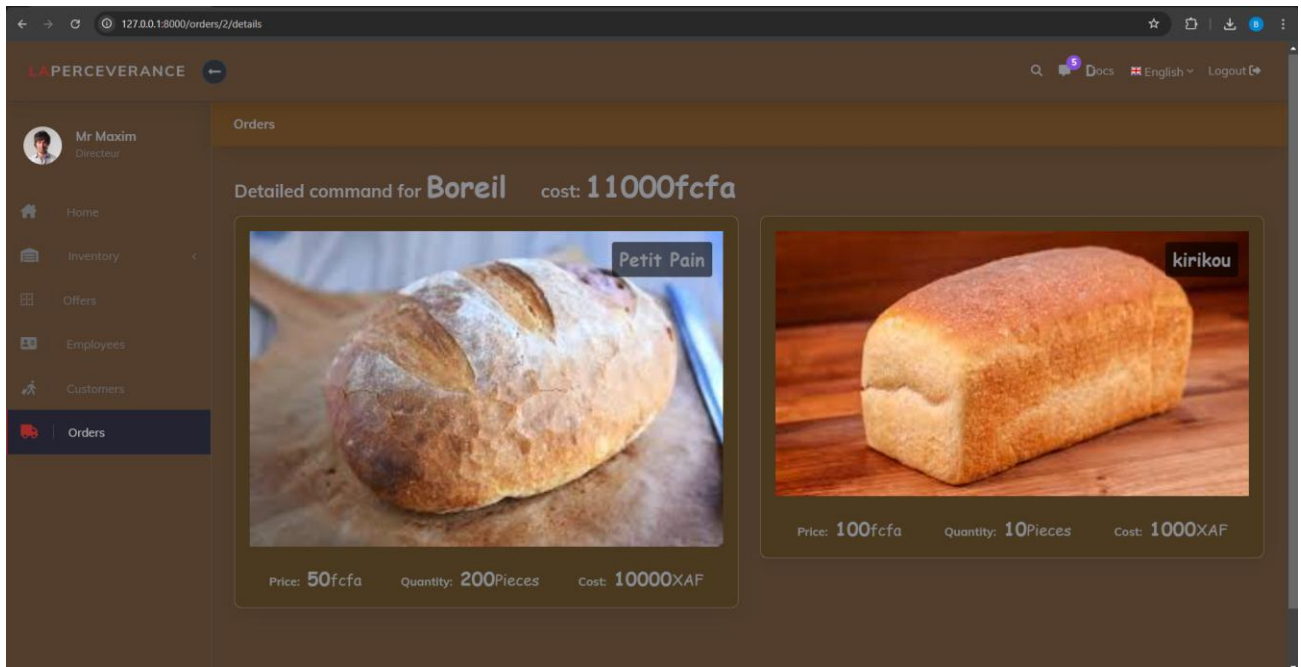 127.0.0.1:8000/orders/2/details
B
LAPERCEVERANCE
5
Docs
English
Logout
Mr Maxim
Directeur
Orders
Home
Inventory
Offers
Employees
Customers
Orders
Detailed command for Boreil cost: 11000fcfa
Petit Pain
kirikou
Price: 50fcfa Quantity: 200Pieces Cost: 10000XAF
Price: 100fcfa Quantity: 10Pieces Cost: 1000XAF